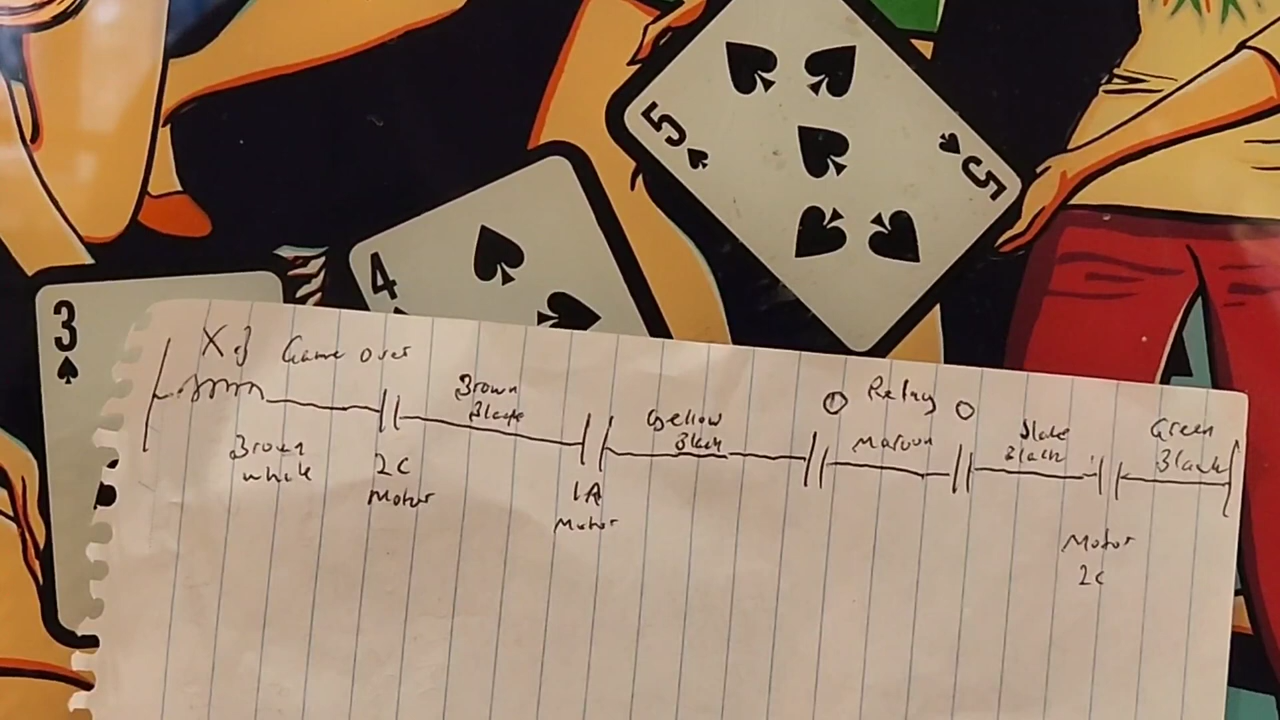 5
5
4
3
Game over
Relay
Brown
Black
Yellow
Black
Maroon
Slate
Black
Green
Black
Brown
white
2C
Motor
1A
Motor
Motor
2C